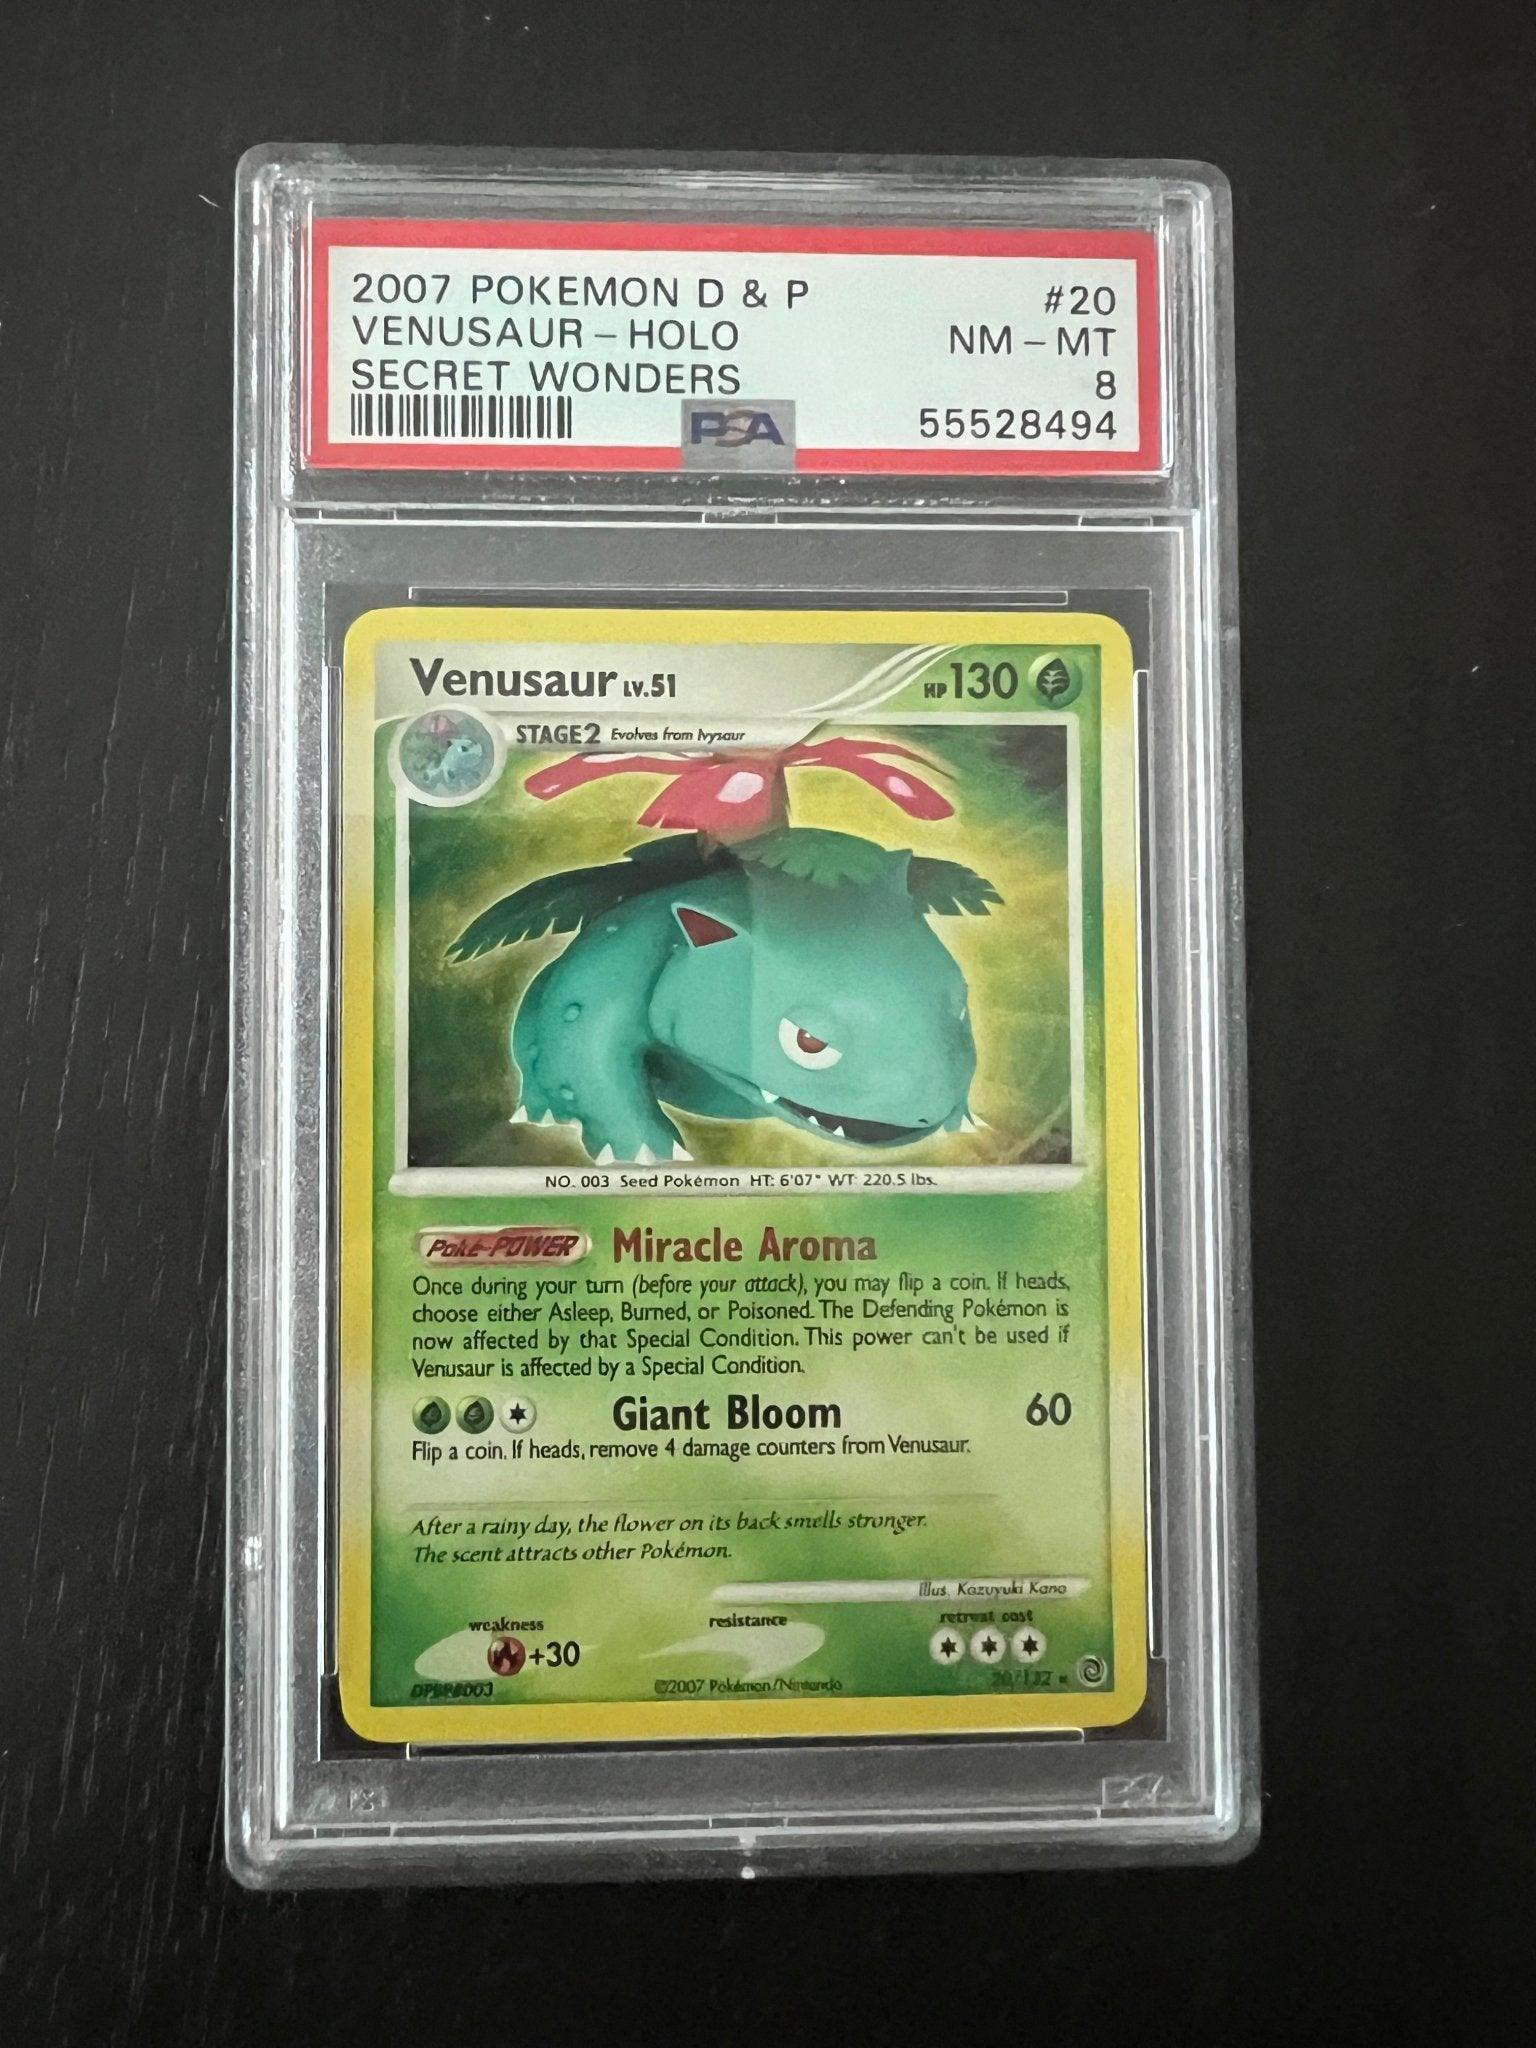 2007 POKEMON D & P #20
VENUSAUR - HOLO NM - MT
SECRET WONDERS 8
PSA 55528494
Venusaur LV.51 HP 130
STAGE 2 Evolves from Ivysaur
NO. 003 Seed Pokémon HT: 6'07" WT: 220.5 lbs.
Poké-POWER Miracle Aroma
Once during your turn (before your attack), you may flip a coin. If heads,
choose either Asleep, Burned, or Poisoned. The Defending Pokémon is
now affected by that Special Condition. This power can't be used if
Venusaur is affected by a Special Condition.
Giant Bloom 60
Flip a coin. If heads, remove 4 damage counters from Venusaur.
After a rainy day, the flower on its back smells stronger.
The scent attracts other Pokémon.
Illus. Kazuyuki Kano
weakness resistance retreat cost
+30
©2007 Pokémon/Nintendo 20/132